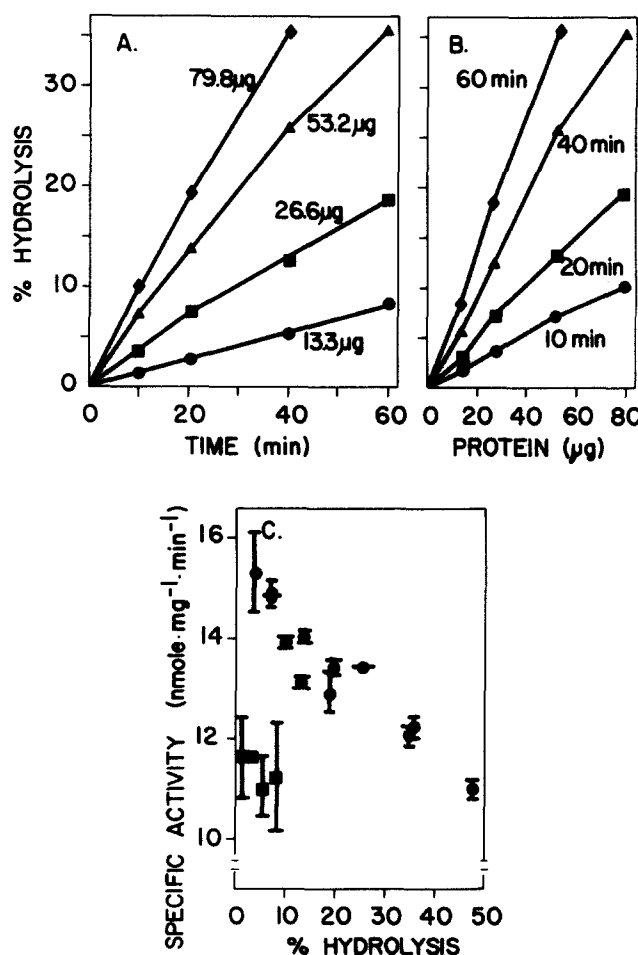 A.
B.
% HYDROLYSIS
30
20
10
0
79.8µg
53.2µg
26.6µg
13.3µg
0 20 40 60
TIME (min)
60 min
40 min
20min
10 min
0 20 40 60 80
PROTEIN (µg)
C.
SPECIFIC ACTIVITY (nmole·mg⁻¹·min⁻¹)
16
14
12
10
0 10 20 30 40 50
% HYDROLYSIS